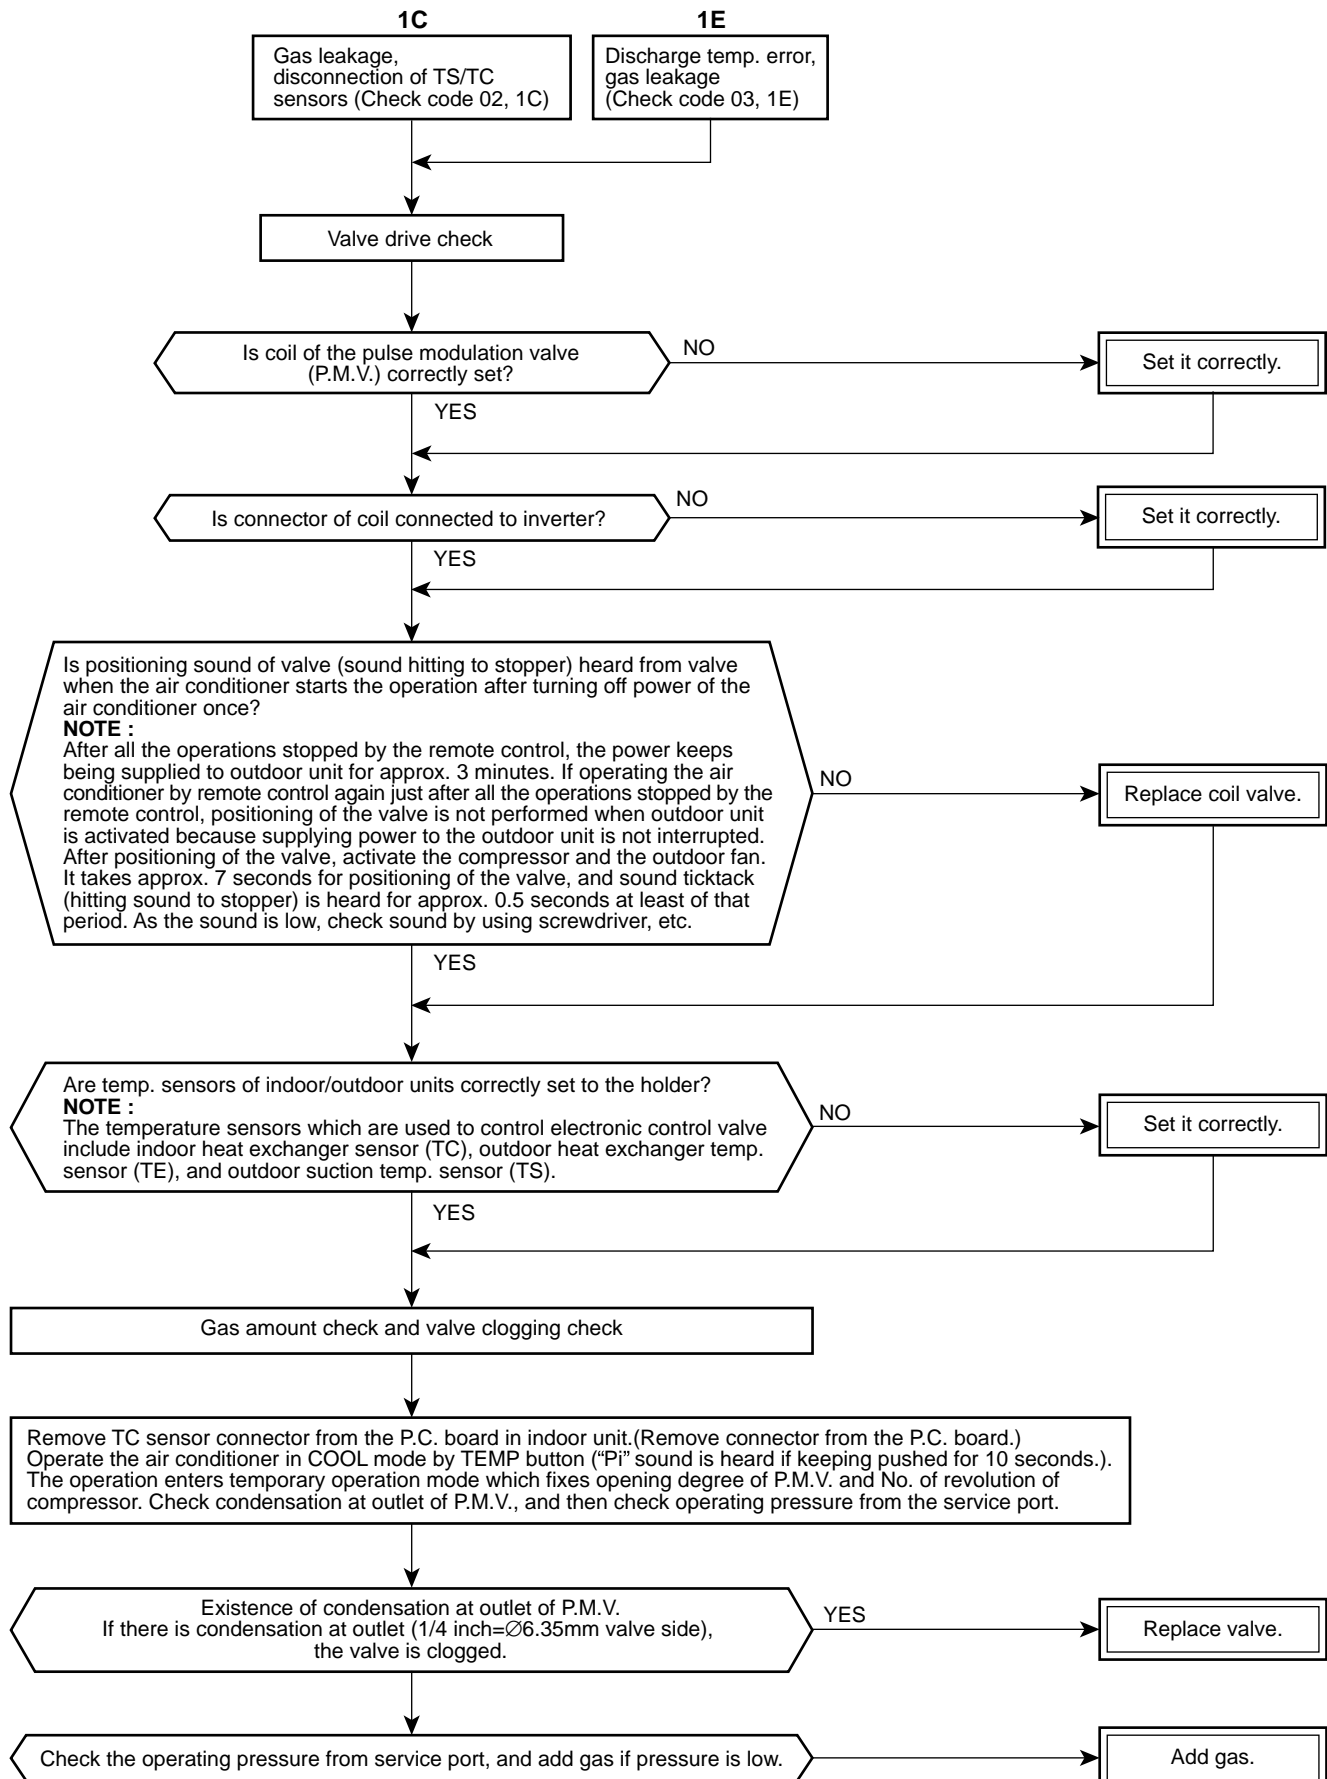 1C
1E
Gas leakage,
disconnection of TS/TC
sensors (Check code 02, 1C)
Discharge temp. error,
gas leakage
(Check code 03, 1E)
Valve drive check
Is coil of the pulse modulation valve
(P.M.V.) correctly set?
NO
Set it correctly.
YES
Is connector of coil connected to inverter?
NO
Set it correctly.
YES
Is positioning sound of valve (sound hitting to stopper) heard from valve
when the air conditioner starts the operation after turning off power of the
air conditioner once?
NOTE :
After all the operations stopped by the remote control, the power keeps
being supplied to outdoor unit for approx. 3 minutes. If operating the air
conditioner by remote control again just after all the operations stopped by the
remote control, positioning of the valve is not performed when outdoor unit
is activated because supplying power to the outdoor unit is not interrupted.
After positioning of the valve, activate the compressor and the outdoor fan.
It takes approx. 7 seconds for positioning of the valve, and sound ticktack
(hitting sound to stopper) is heard for approx. 0.5 seconds at least of that
period. As the sound is low, check sound by using screwdriver, etc.
NO
Replace coil valve.
YES
Are temp. sensors of indoor/outdoor units correctly set to the holder?
NOTE :
The temperature sensors which are used to control electronic control valve
include indoor heat exchanger sensor (TC), outdoor heat exchanger temp.
sensor (TE), and outdoor suction temp. sensor (TS).
NO
Set it correctly.
YES
Gas amount check and valve clogging check
Remove TC sensor connector from the P.C. board in indoor unit.(Remove connector from the P.C. board.)
Operate the air conditioner in COOL mode by TEMP button (“Pi” sound is heard if keeping pushed for 10 seconds.).
The operation enters temporary operation mode which fixes opening degree of P.M.V. and No. of revolution of
compressor. Check condensation at outlet of P.M.V., and then check operating pressure from the service port.
Existence of condensation at outlet of P.M.V.
If there is condensation at outlet (1/4 inch=∅6.35mm valve side),
the valve is clogged.
YES
Replace valve.
Check the operating pressure from service port, and add gas if pressure is low.
Add gas.